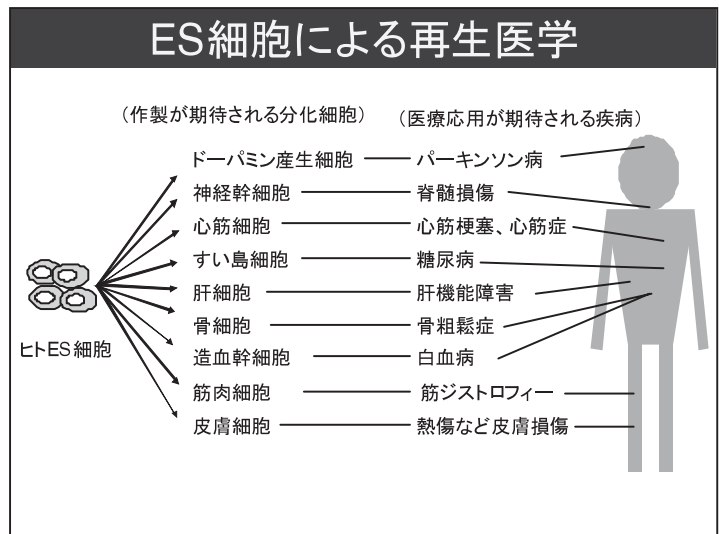 ES細胞による再生医学
（作製が期待される分化細胞） （医療応用が期待される疾病）
ドーパミン産生細胞 パーキンソン病
神経幹細胞 脊髄損傷
心筋細胞 心筋梗塞、心筋症
すい島細胞 糖尿病
肝細胞 肝機能障害
骨細胞 骨粗鬆症
造血幹細胞 白血病
筋肉細胞 筋ジストロフィー
皮膚細胞 熱傷など皮膚損傷
ヒトES細胞